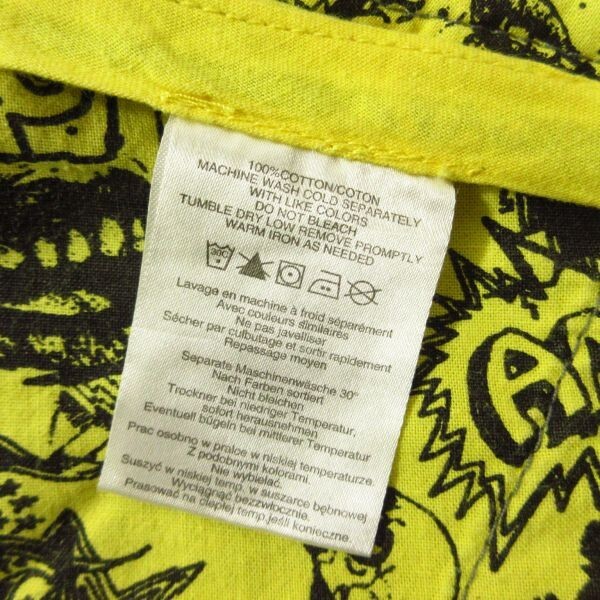 100% COTTON/COTON
MACHINE WASH COLD SEPARATELY
WITH LIKE COLORS
DO NOT BLEACH
TUMBLE DRY LOW REMOVE PROMPTLY
WARM IRON AS NEEDED
30°
Lavage en machine à froid séparément
Avec couleurs similaires
Ne pas javalliser
Sécher par culbutage et sortir rapidement
Repassage moyen
Separate Maschinenwäsche 30°
Nach Farben sortiert
Nicht bleichen
Trockner bei niedriger Temperatur,
sofort herausnehmen
Eventuell bügeln bei mittlerer Temperatur
Prac osobno w pralce w niskiej temperaturze.
Z podobnymi kolorami.
Nie wybielać.
Suszyć w niskiej temp. w suszarce bębnowej
Wyciągnąć bezzwłocznie.
Prasować na ciepłej temp.jeśli konieczne.